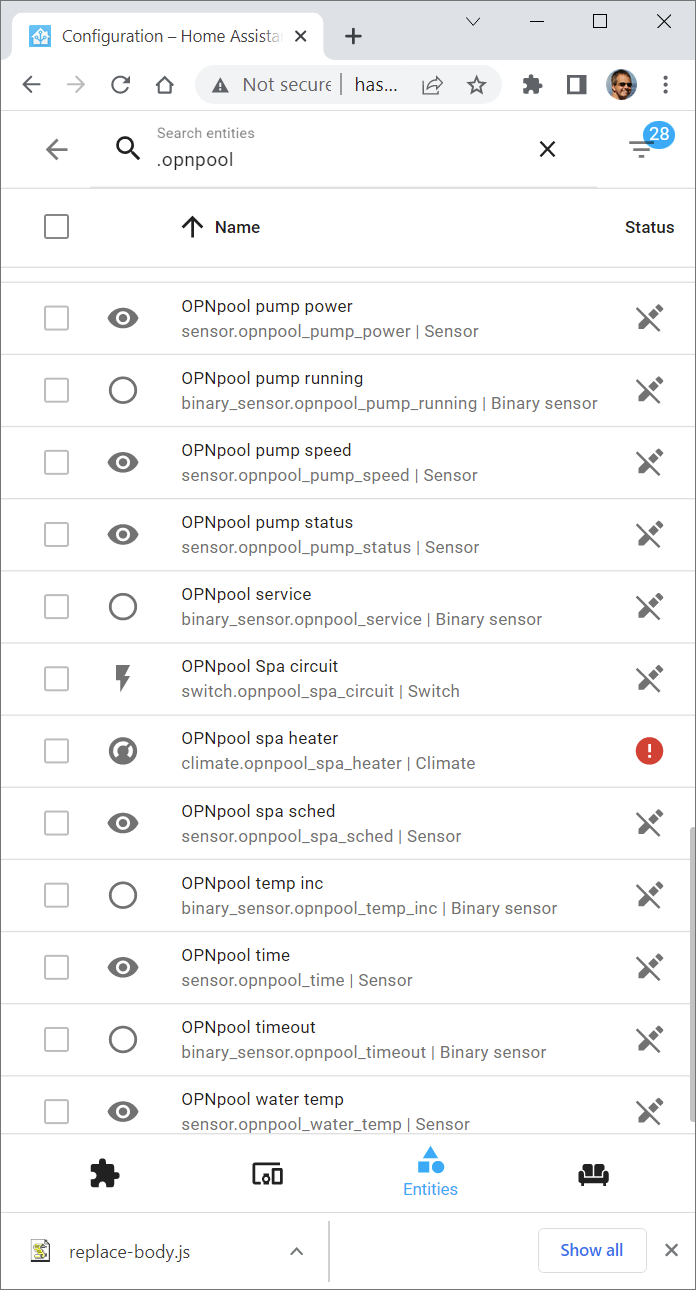 Configuration – Home Assista
Not secure
has...
Search entities
.opnpool
28
Name
Status
OPNpool pump power
sensor.opnpool_pump_power | Sensor
OPNpool pump running
binary_sensor.opnpool_pump_running | Binary sensor
OPNpool pump speed
sensor.opnpool_pump_speed | Sensor
OPNpool pump status
sensor.opnpool_pump_status | Sensor
OPNpool service
binary_sensor.opnpool_service | Binary sensor
OPNpool Spa circuit
switch.opnpool_spa_circuit | Switch
OPNpool spa heater
climate.opnpool_spa_heater | Climate
OPNpool spa sched
sensor.opnpool_spa_sched | Sensor
OPNpool temp inc
binary_sensor.opnpool_temp_inc | Binary sensor
OPNpool time
sensor.opnpool_time | Sensor
OPNpool timeout
binary_sensor.opnpool_timeout | Binary sensor
OPNpool water temp
sensor.opnpool_water_temp | Sensor
Entities
replace-body.js
Show all